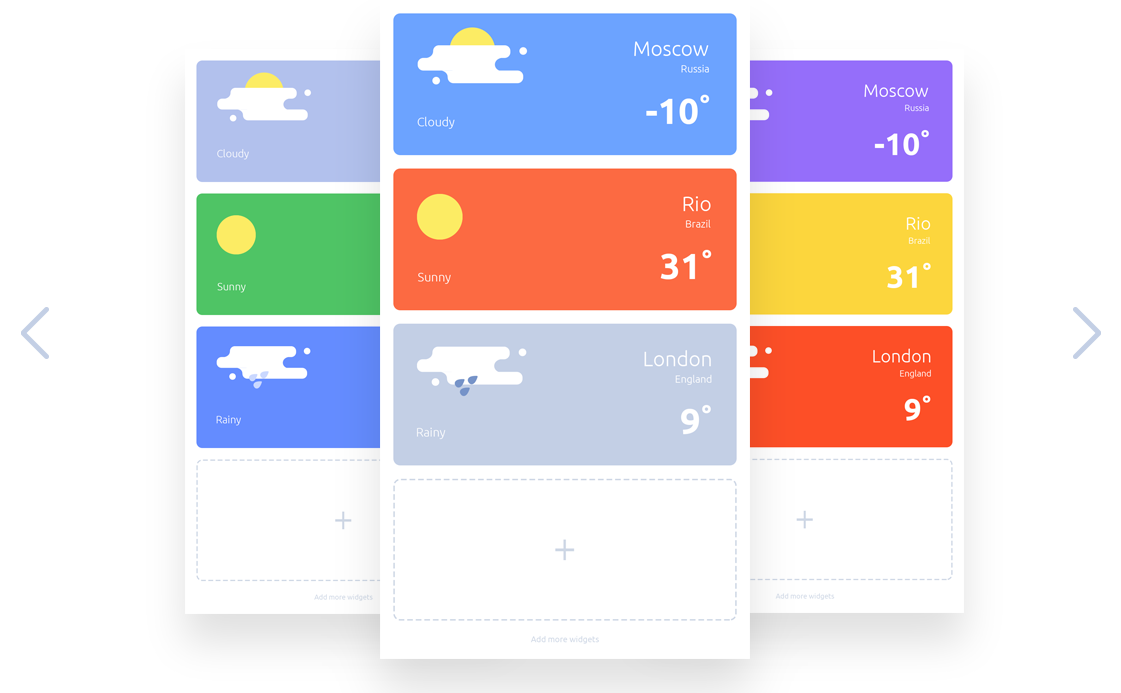 Cloudy
Sunny
Rainy
Add more widgets
Moscow
Russia
-10°
Cloudy
Rio
Brazil
31°
Sunny
London
England
9°
Rainy
Add more widgets
Moscow
Russia
-10°
Rio
Brazil
31°
London
England
9°
Add more widgets